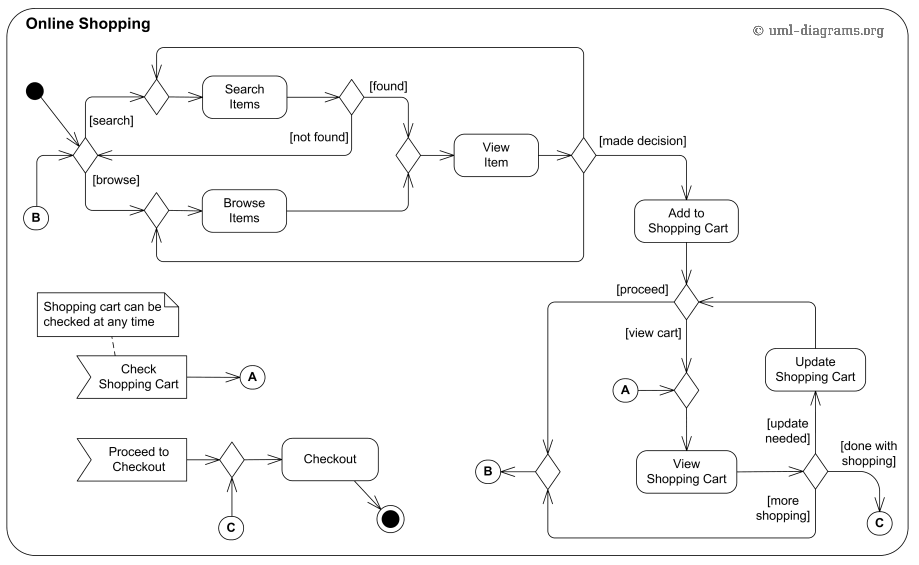 Online Shopping
© uml-diagrams.org
[search]
Search
Items
[found]
[not found]
[browse]
Browse
Items
View
Item
[made decision]
B
Add to
Shopping Cart
[proceed]
[view cart]
Shopping cart can be
checked at any time
Check
Shopping Cart
A
A
Update
Shopping Cart
[update
needed]
[done with
shopping]
Proceed to
Checkout
Checkout
B
View
Shopping Cart
[more
shopping]
C
C